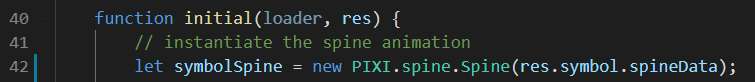 40 function initial(loader, res) {
41 // instantiate the spine animation
42 let symbolSpine = new PIXI.spine.Spine(res.symbol.spineData);